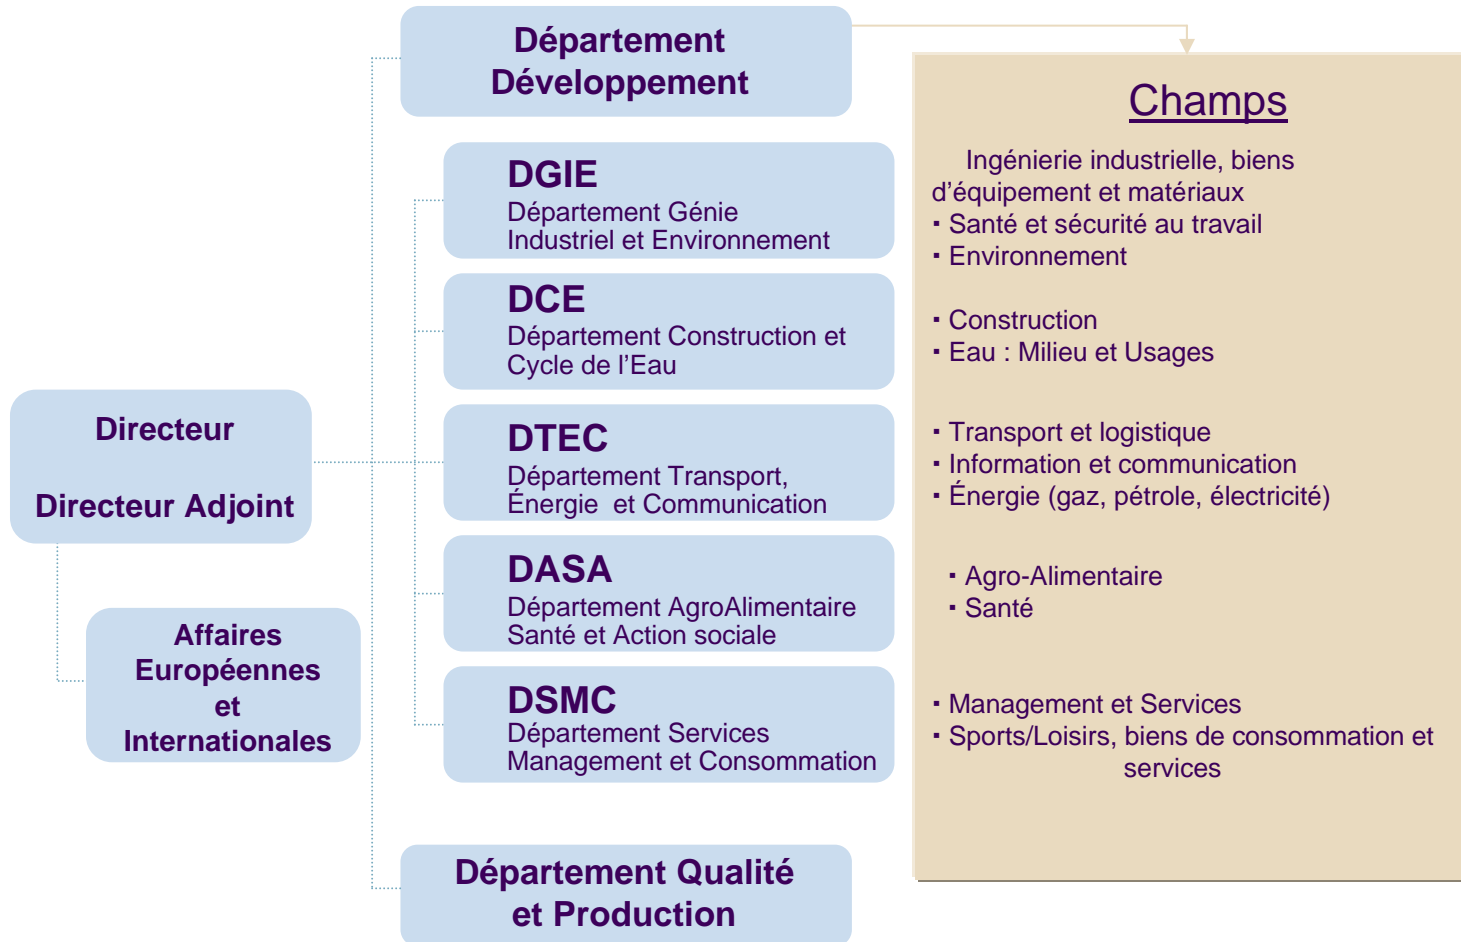 Département
Développement
Champs
Ingénierie industrielle, biens
d’équipement et matériaux
▪ Santé et sécurité au travail
▪ Environnement
▪ Construction
▪ Eau : Milieu et Usages
▪ Transport et logistique
▪ Information et communication
▪ Énergie (gaz, pétrole, électricité)
▪ Agro-Alimentaire
▪ Santé
▪ Management et Services
▪ Sports/Loisirs, biens de consommation et
services
DGIE
Département Génie
Industriel et Environnement
DCE
Département Construction et
Cycle de l’Eau
DTEC
Département Transport,
Énergie et Communication
DASA
Département AgroAlimentaire
Santé et Action sociale
DSMC
Département Services
Management et Consommation
Directeur
Directeur Adjoint
Affaires
Européennes
et
Internationales
Département Qualité
et Production